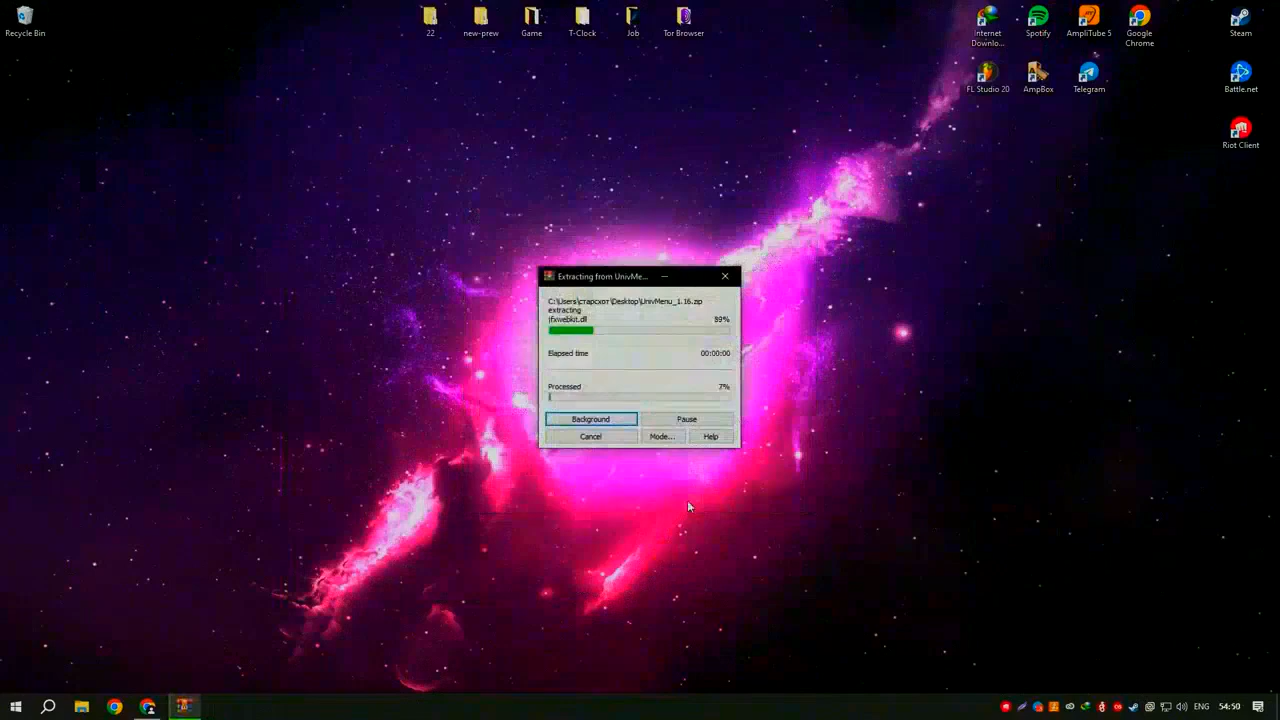 Recycle Bin
22
new-prew
Game
T-Clock
Job
Tor Browser
Internet
Downlo...
Spotify
AmpliTube 5
Google
Chrome
Steam
FL Studio 20
AmpBox
Telegram
Battle.net
Riot Client
Extracting from UnivMe...
C:\Users\старсхот\Desktop\UnivMenu_1.16.zip
extracting
jfxwebkit.dll 89%
Elapsed time 00:00:00
Processed 7%
Background Pause
Cancel Mode... Help
ENG 54:50